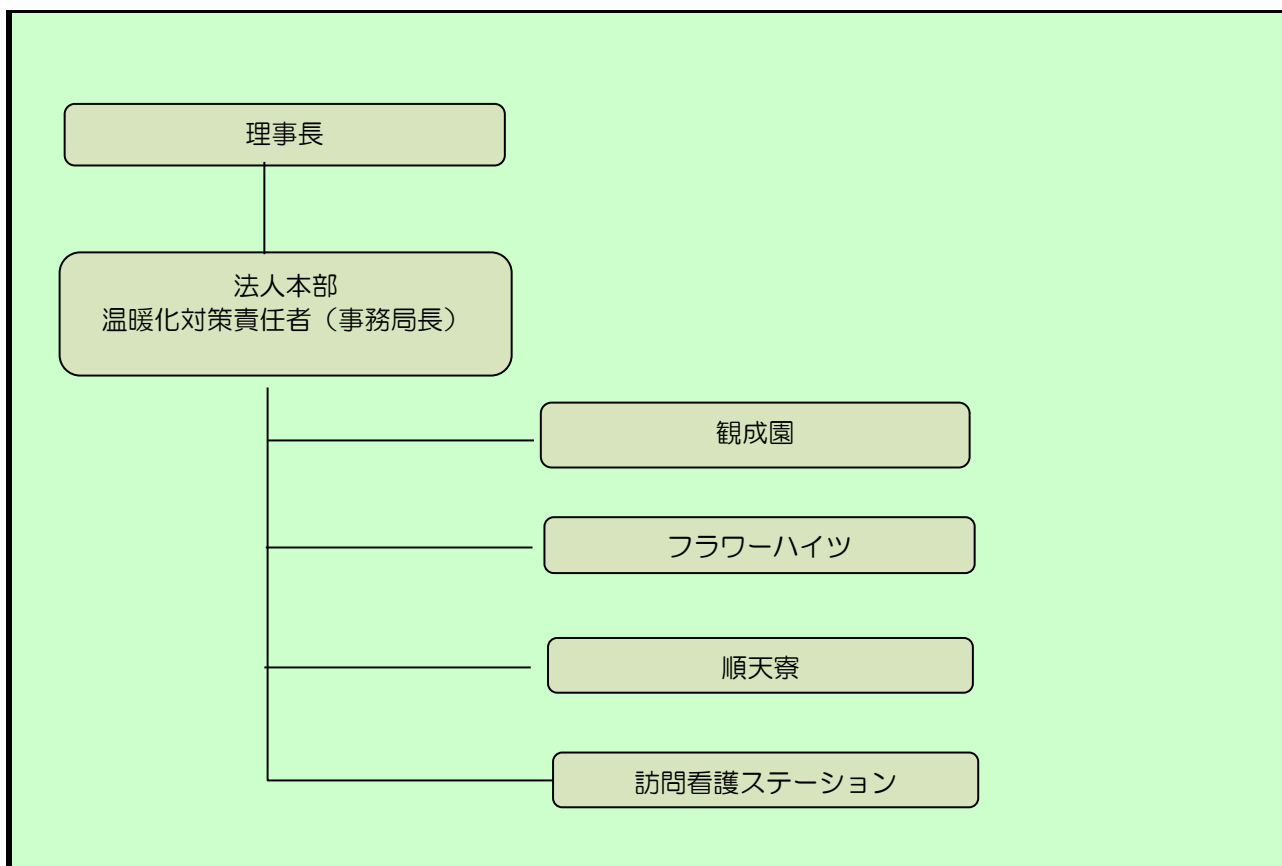 理事長
法人本部
温暖化対策責任者（事務局長）
観成園
フラワーハイツ
順天寮
訪問看護ステーション